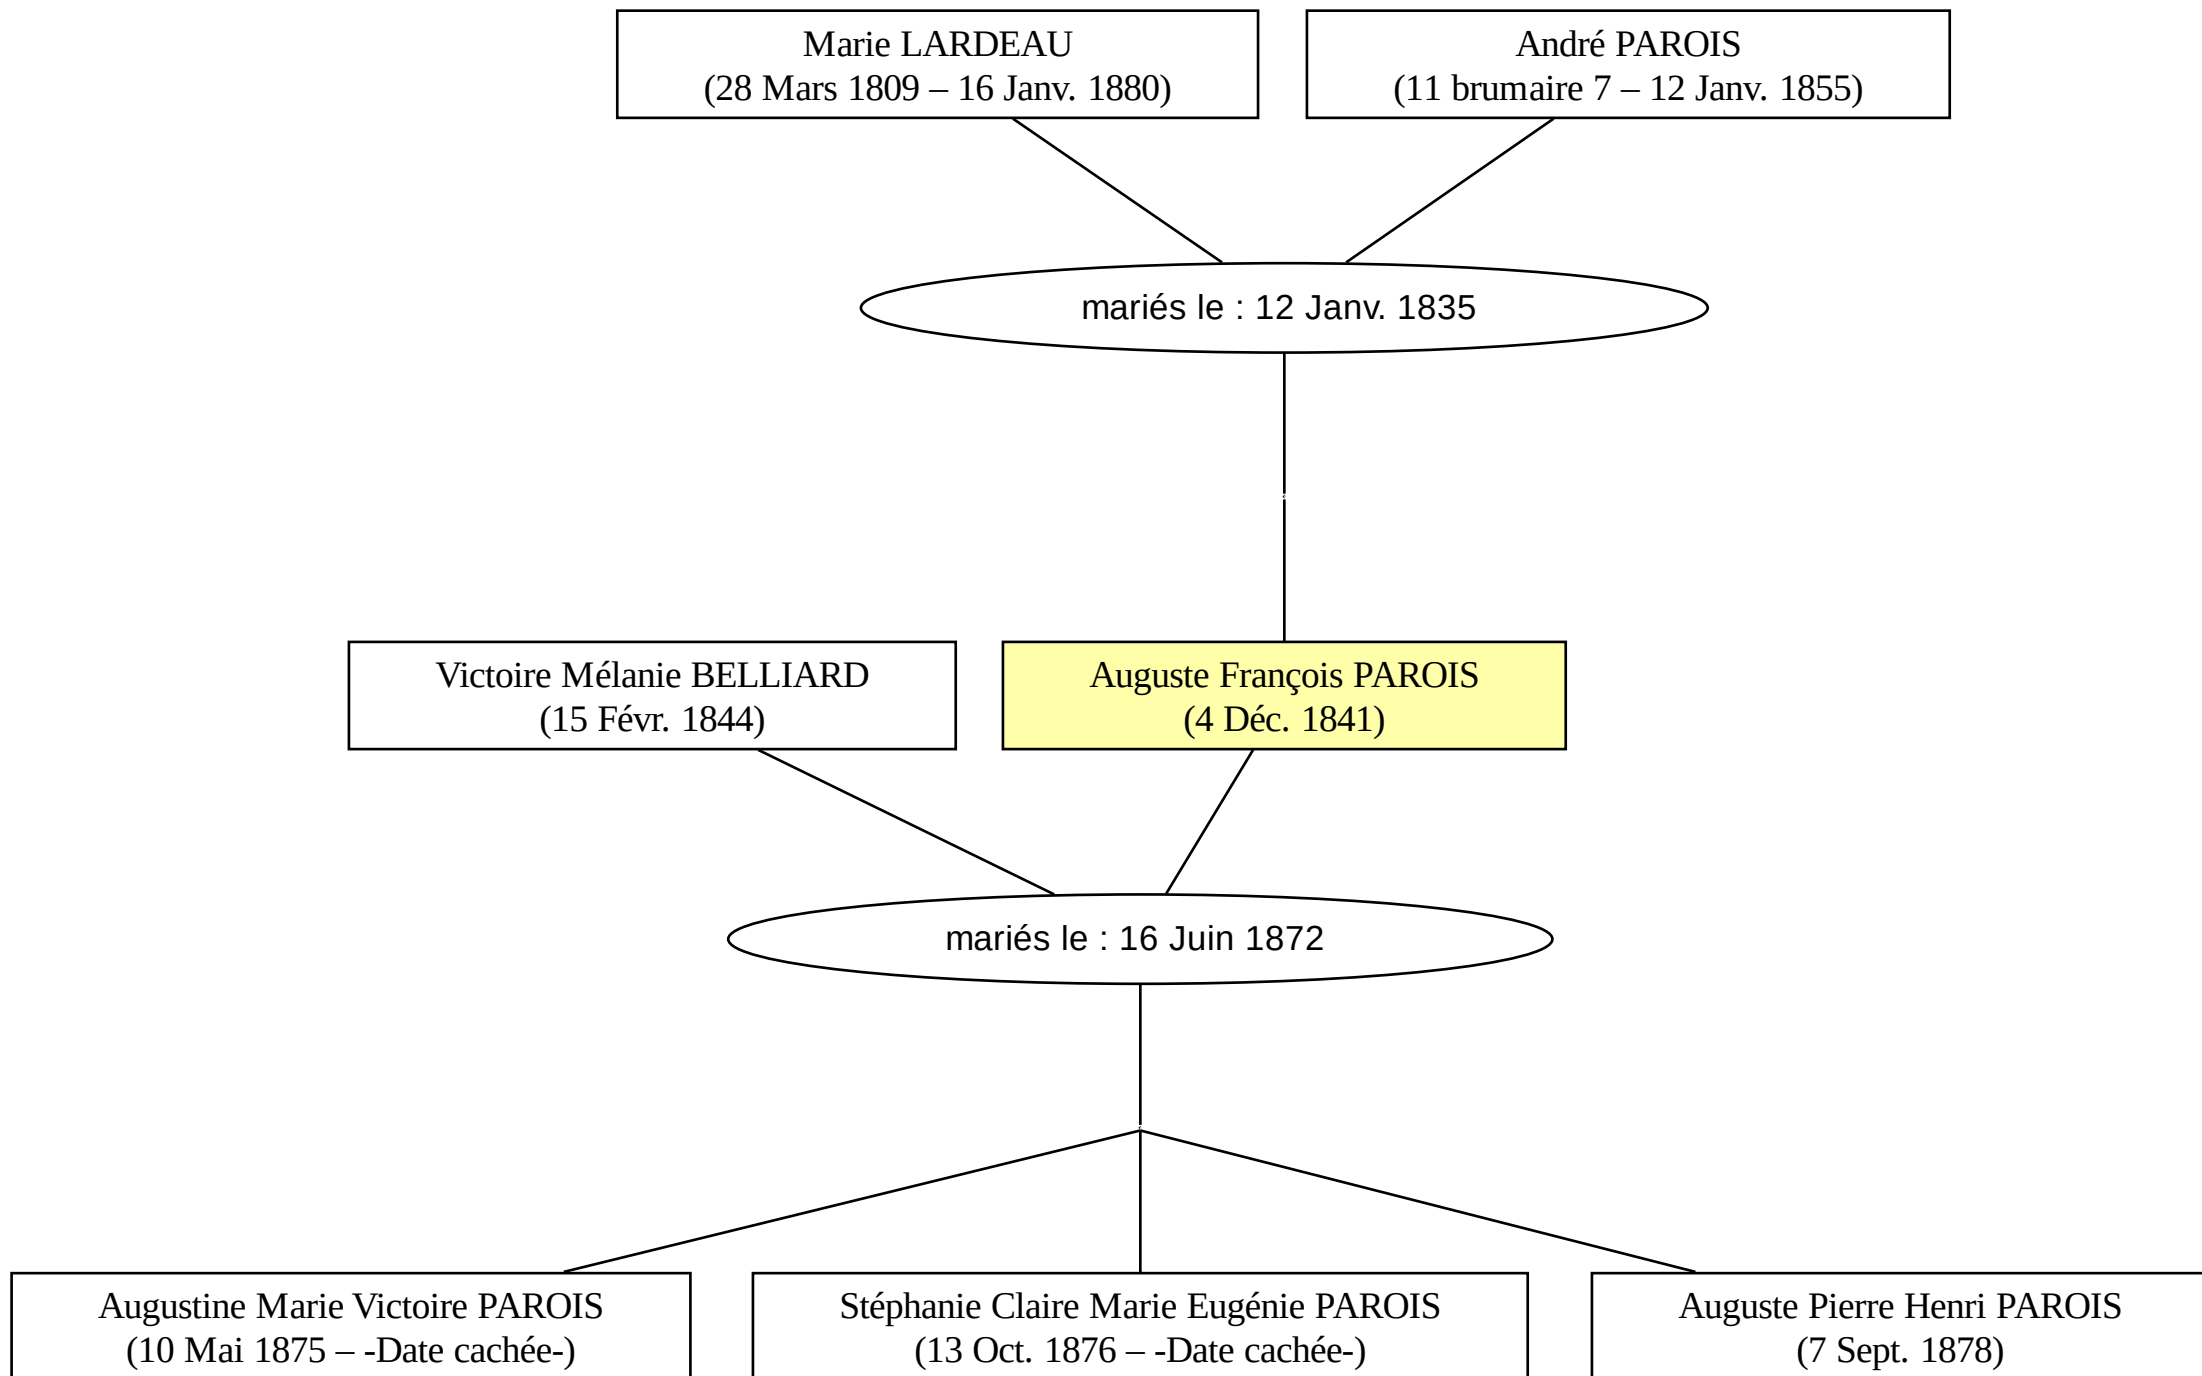 Marie LARDEAU
(28 Mars 1809 – 16 Janv. 1880)
André PAROIS
(11 brumaire 7 – 12 Janv. 1855)
mariés le : 12 Janv. 1835
Victoire Mélanie BELLIARD
(15 Févr. 1844)
Auguste François PAROIS
(4 Déc. 1841)
mariés le : 16 Juin 1872
Augustine Marie Victoire PAROIS
(10 Mai 1875 – -Date cachée-)
Stéphanie Claire Marie Eugénie PAROIS
(13 Oct. 1876 – -Date cachée-)
Auguste Pierre Henri PAROIS
(7 Sept. 1878)